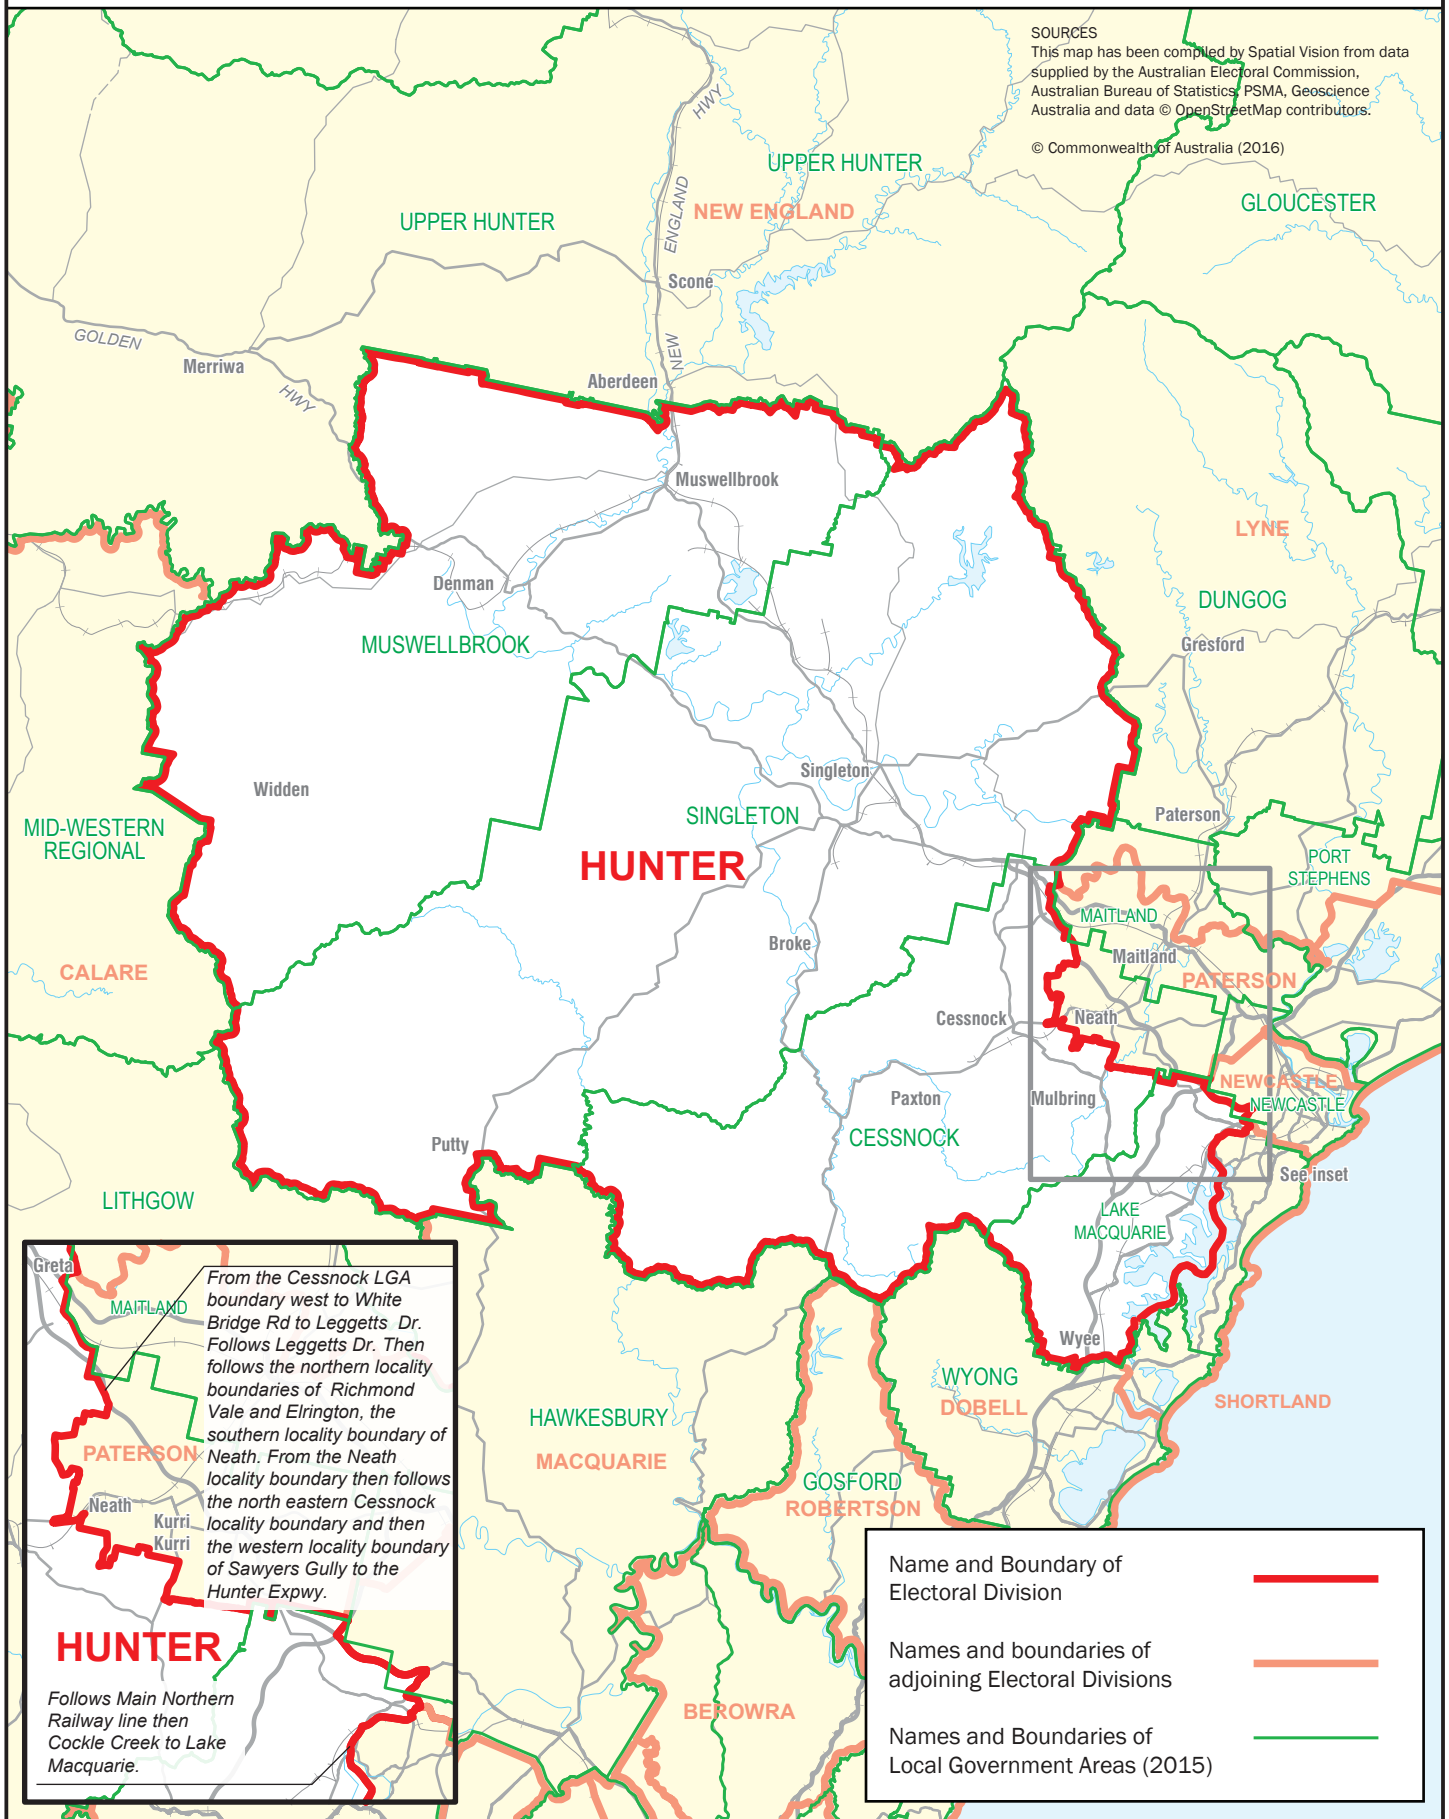 SOURCES
This map has been compiled by Spatial Vision from data
supplied by the Australian Electoral Commission,
Australian Bureau of Statistics, PSMA, Geoscience
Australia and data © OpenStreetMap contributors.
© Commonwealth of Australia (2016)
HWY
UPPER HUNTER
NEW ENGLAND
GLOUCESTER
UPPER HUNTER
ENGLAND
Scone
GOLDEN
NEW
Merriwa
Aberdeen
HWY
Muswellbrook
LYNE
Denman
DUNGOG
MUSWELLBROOK
Gresford
Singleton
Widden
SINGLETON
Paterson
MID-WESTERN
REGIONAL
HUNTER
PORT
STEPHENS
MAITLAND
Broke
Maitland
CALARE
PATERSON
Cessnock
Neath
NEWCASTLE
Paxton
Mulbring
NEWCASTLE
CESSNOCK
Putty
See inset
LITHGOW
LAKE
MACQUARIE
Wyee
WYONG
DOBELL
SHORTLAND
HAWKESBURY
MACQUARIE
GOSFORD
ROBERTSON
BEROWRA
Greta
MAITLAND
From the Cessnock LGA
boundary west to White
Bridge Rd to Leggetts Dr.
Follows Leggetts Dr. Then
follows the northern locality
boundaries of Richmond
Vale and Elrington, the
southern locality boundary of
Neath. From the Neath
locality boundary then follows
the north eastern Cessnock
locality boundary and then
the western locality boundary
of Sawyers Gully to the
Hunter Expwy.
PATERSON
Neath
Kurri
Kurri
HUNTER
Follows Main Northern
Railway line then
Cockle Creek to Lake
Macquarie.
Name and Boundary of
Electoral Division
Names and boundaries of
adjoining Electoral Divisions
Names and Boundaries of
Local Government Areas (2015)